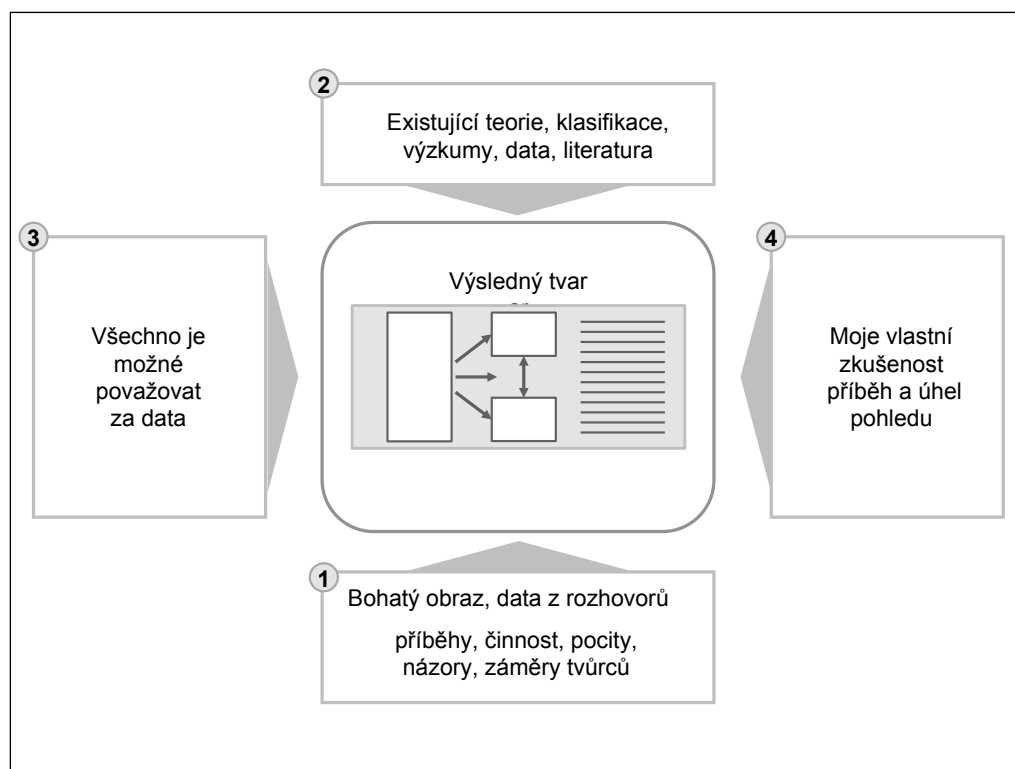 2
Existující teorie, klasifikace,
výzkumy, data, literatura
3
Všechno je
možné
považovat
za data
Výsledný tvar
4
Moje vlastní
zkušenost
příběh a úhel
pohledu
1
Bohatý obraz, data z rozhovorů
příběhy, činnost, pocity,
názory, záměry tvůrců